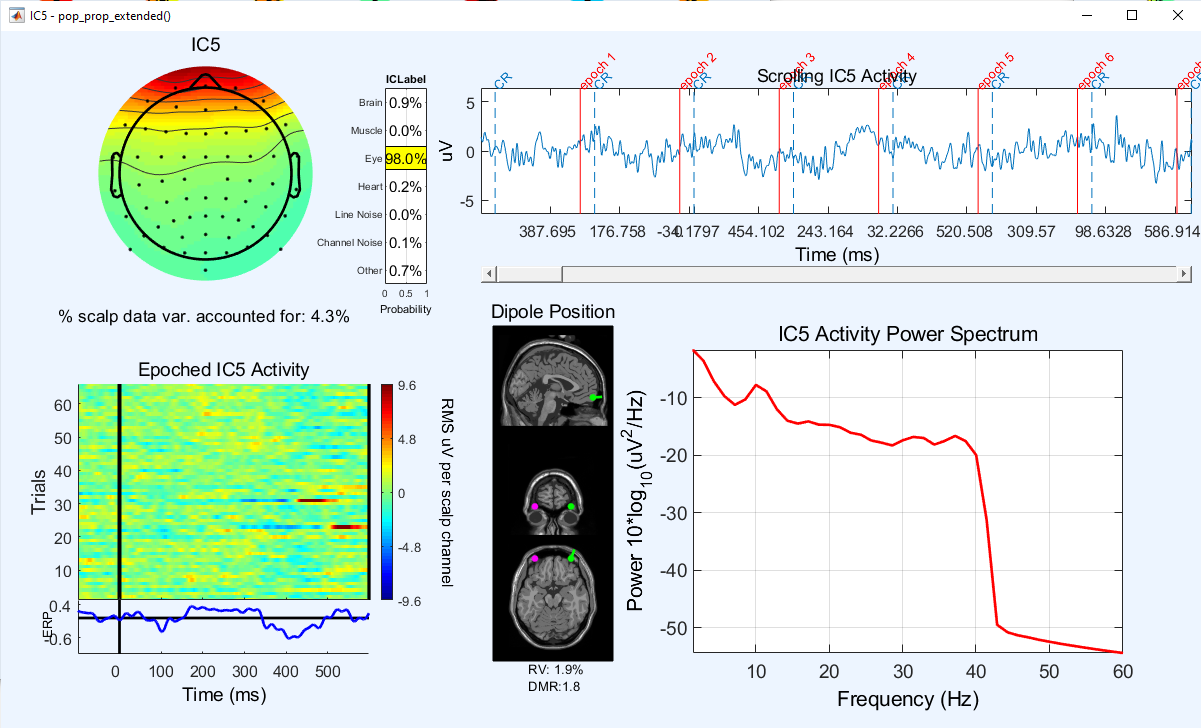 IC5 - pop_prop_extended()
IC5
ICLabel
Brain 0.9%
Muscle 0.0%
Eye 98.0%
Heart 0.2%
Line Noise 0.0%
Channel Noise 0.1%
Other 0.7%
0 0.5 1
Probability
% scalp data var. accounted for: 4.3%
Scrolling IC5 Activity
CR epoch 1 CR epoch 2 CR epoch 3 CR epoch 4 CR epoch 5 CR epoch 6 CR
5
0
-5
uV
387.695 176.758 454.102 243.164 32.2266 520.508 309.57 98.6328 586.914
Time (ms)
Epoched IC5 Activity
60
50
40
30
20
10
Trials
9.6
4.8
0
-4.8
-9.6
RMS uV per scalp channel
0.4
-0.6
ERP
0 100 200 300 400 500
Time (ms)
Dipole Position
RV: 1.9%
DMR:1.8
IC5 Activity Power Spectrum
-10
-20
-30
-40
-50
Power 10*log10(uV2/Hz)
10 20 30 40 50 60
Frequency (Hz)